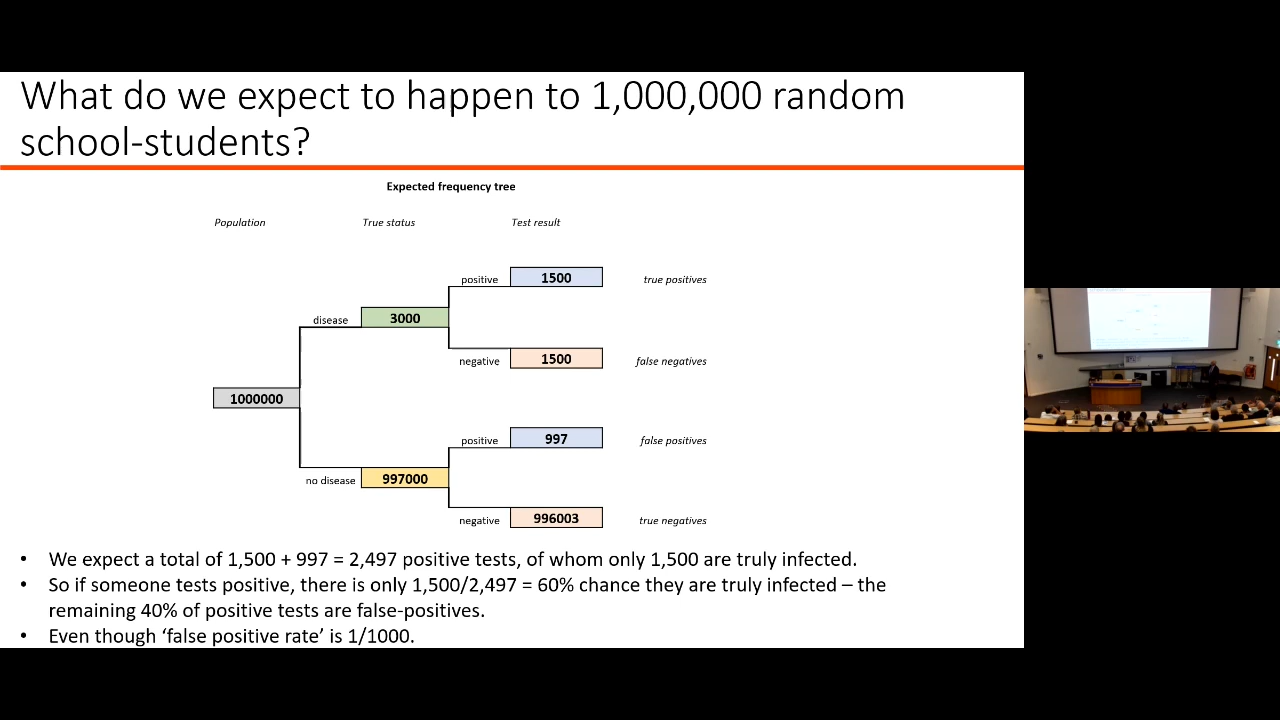 What do we expect to happen to 1,000,000 random
school-students?
Expected frequency tree
Population
True status
Test result
positive
1500
true positives
disease
3000
negative
1500
false negatives
1000000
positive
997
false positives
no disease
997000
negative
996003
true negatives
• We expect a total of 1,500 + 997 = 2,497 positive tests, of whom only 1,500 are truly infected.
• So if someone tests positive, there is only 1,500/2,497 = 60% chance they are truly infected – the
remaining 40% of positive tests are false-positives.
• Even though ‘false positive rate’ is 1/1000.